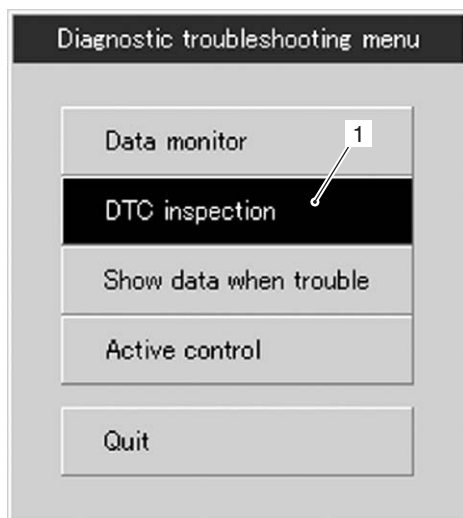 Diagnostic troubleshooting menu
Data monitor
1
DTC inspection
Show data when trouble
Active control
Quit